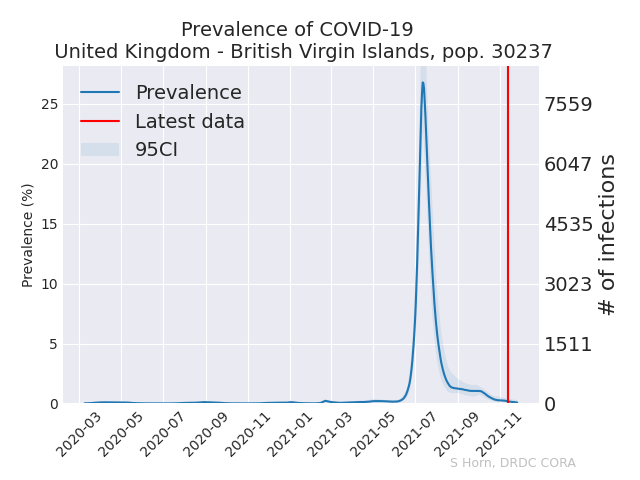 Prevalence of COVID-19
United Kingdom - British Virgin Islands, pop. 30237
Prevalence
Latest data
95CI
Prevalence (%)
25
20
15
10
5
0
7559
6047
4535
3023
1511
0
# of infections
2020-03
2020-05
2020-07
2020-09
2020-11
2021-01
2021-03
2021-05
2021-07
2021-09
2021-11
S Horn, DRDC CORA